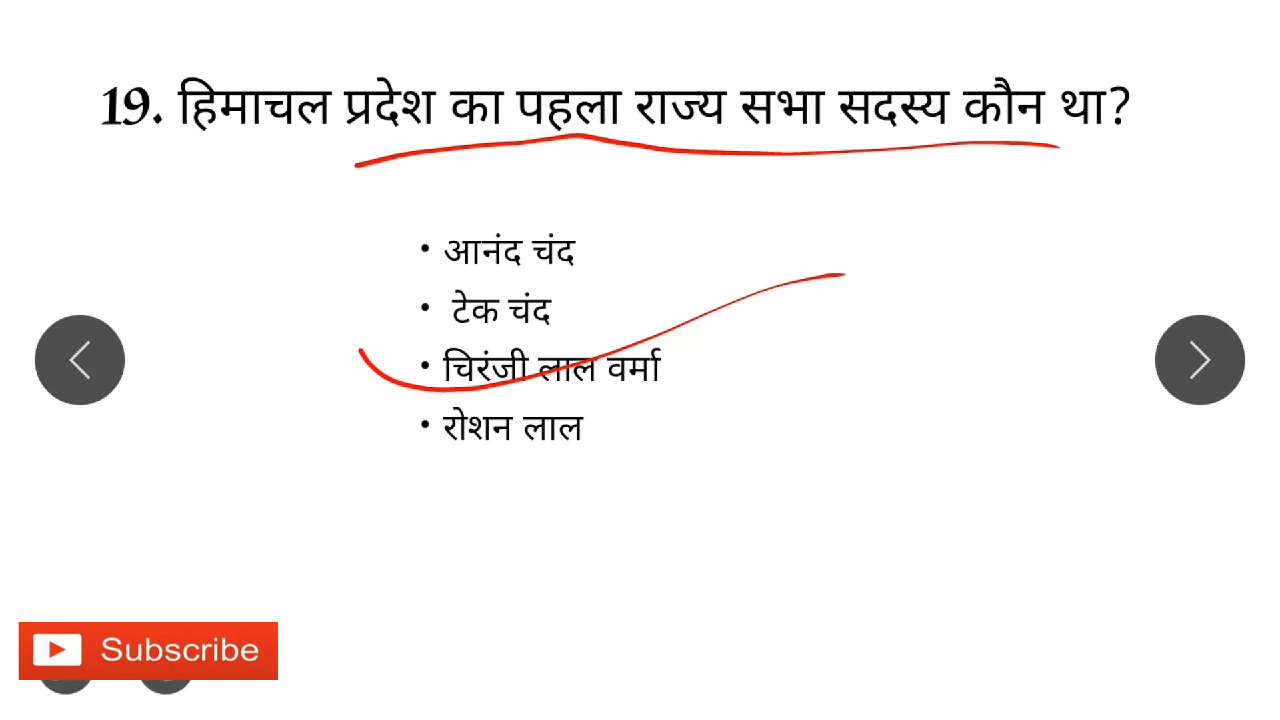 19. हिमाचल प्रदेश का पहला राज्य सभा सदस्य कौन था?
• आनंद चंद
• टेक चंद
• चिरंजी लाल वर्मा
• रोशन लाल
Subscribe